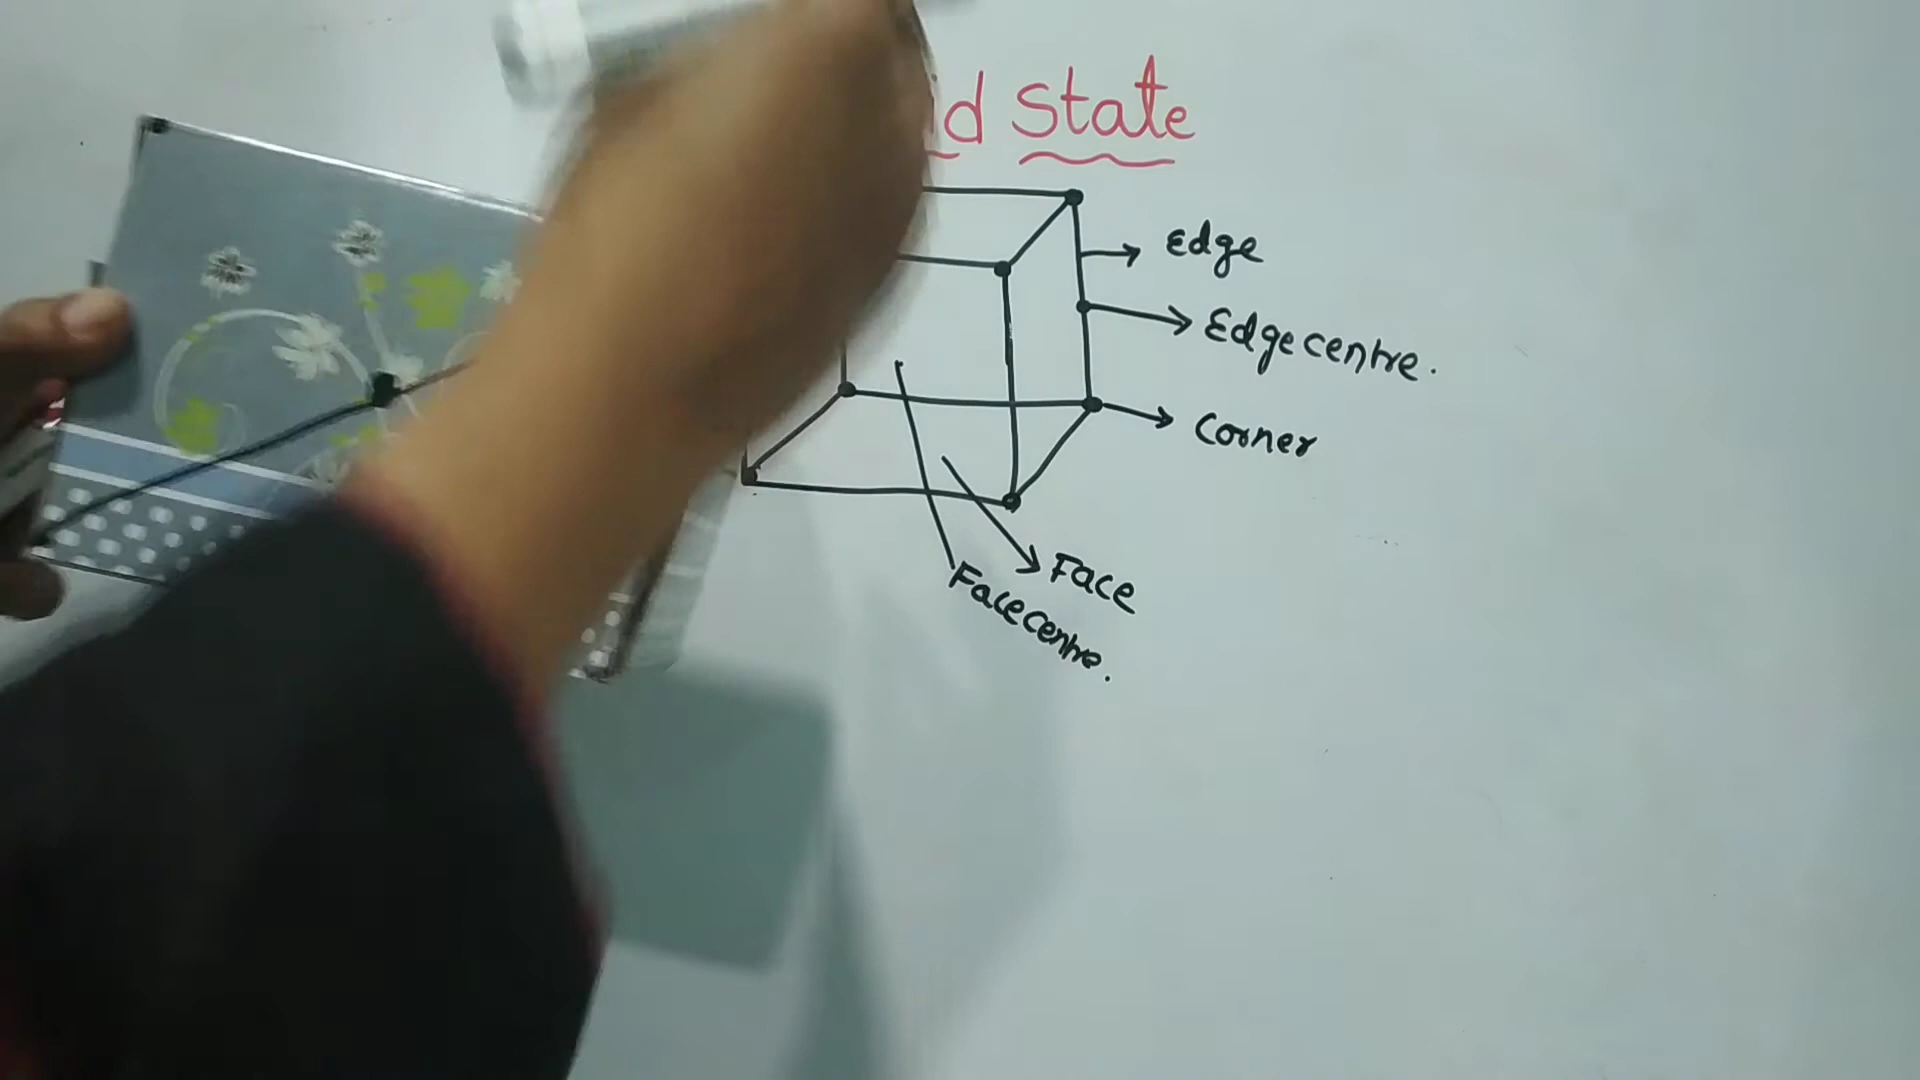 d State
Edge
Edge centre.
Corner
Face
Face centre.